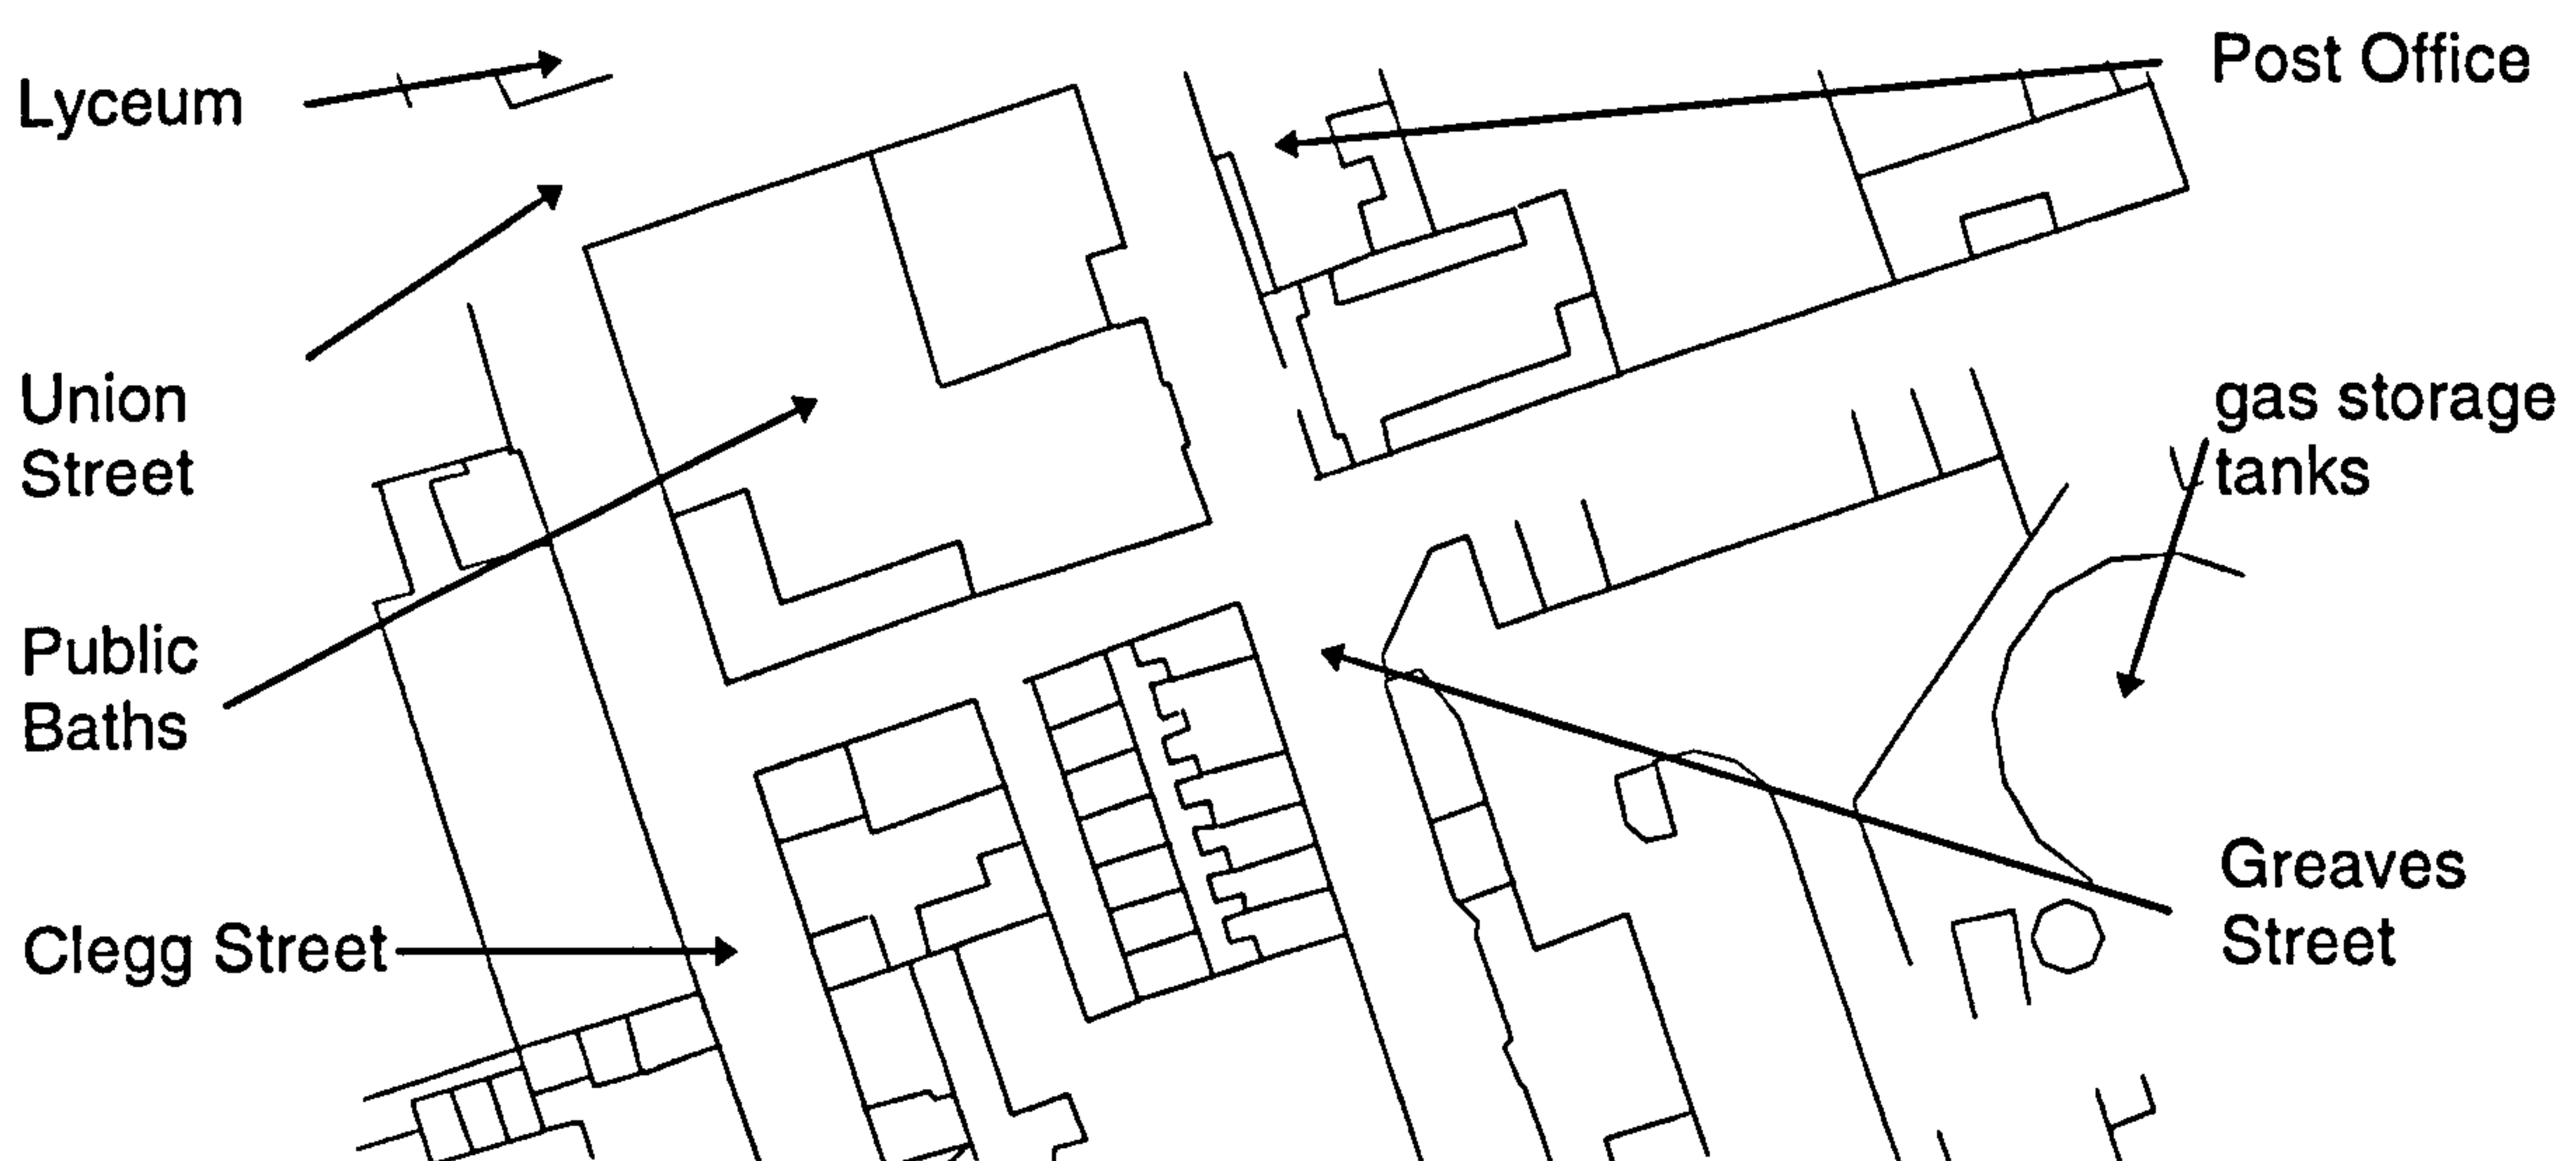 Lyceum
Post Office
Union
Street
gas storage
tanks
Public
Baths
Clegg Street
Greaves
Street